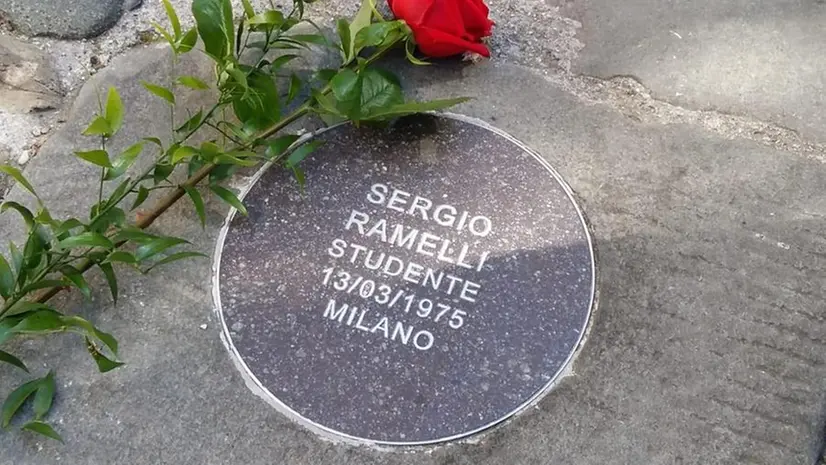 SERGIO
RAMELLI
STUDENTE
13/03/1975
MILANO